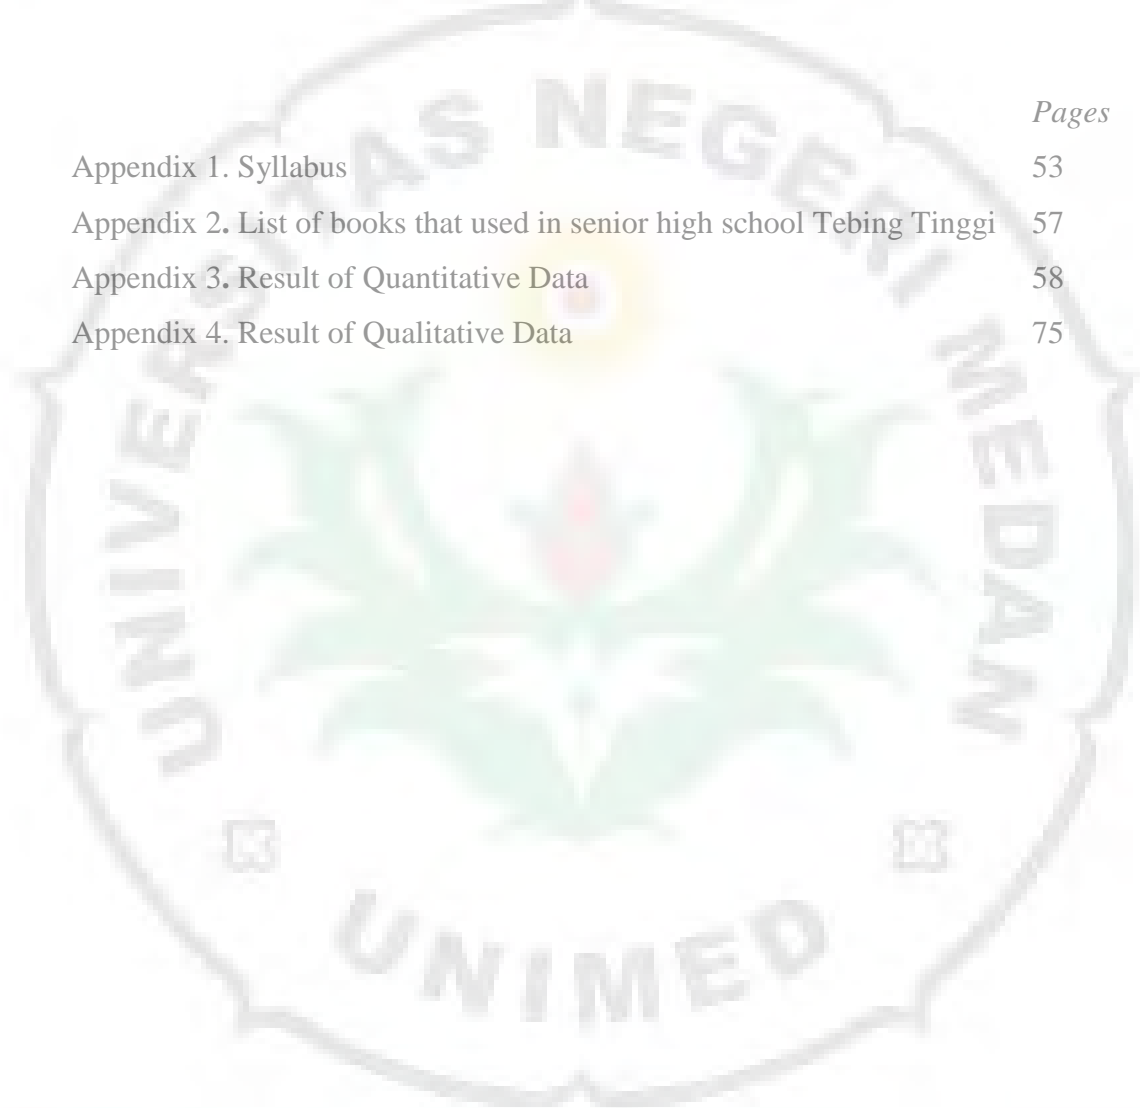 Pages
Appendix 1. Syllabus 53
Appendix 2. List of books that used in senior high school Tebing Tinggi 57
Appendix 3. Result of Quantitative Data 58
Appendix 4. Result of Qualitative Data 75
UNIVERSITAS NEGERI MEDAN
UNIMED